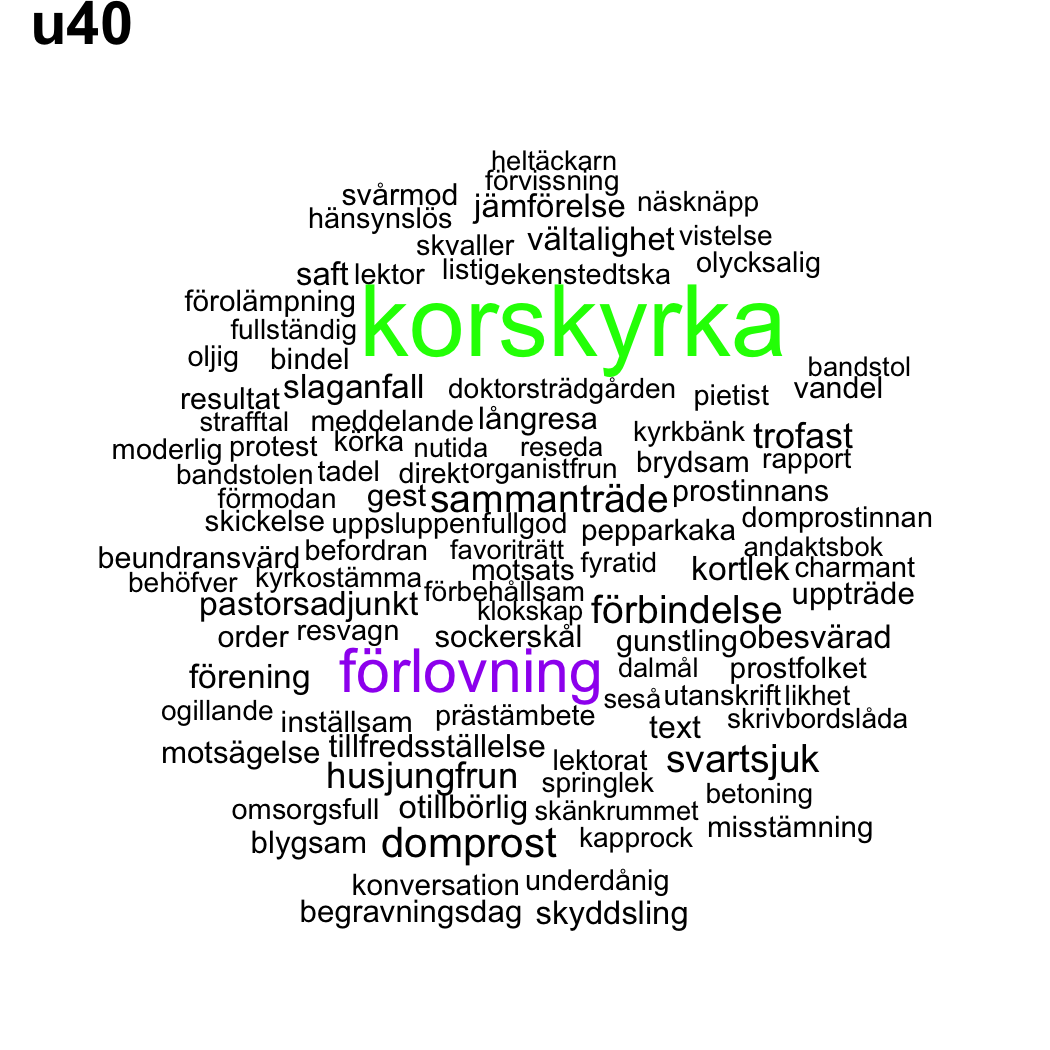 u40
heltäckarn
förvissning
svårmod jämförelse näsknäpp
hänsynslös
skvaller vältalighet vistelse
saft lektor listig ekenstedtska olycksalig
förolämpning korskyrka
fullständig
oljig bindel bandstol
resultat slaganfall doktorsträdgården pietist vandel
strafftal meddelande långresa
moderlig protest körka nutida reseda kyrkbänk trofast
bandstolen tadel direkt organistfrun brydsam rapport
förmodan gest sammanträde prostinnans
skickelse uppsluppen fullgod pepparkaka domprostinnan
beundransvärd befordran favoriträtt fyratid andaktsbok
behöfver kyrkostämma motsats kortlek charmant
pastorsadjunkt förbehållsam klokskap förbindelse uppträde
order resvagn sockerskål gunstling obesvärad
förening förlovning dalmål prostfolket
seså utanskrift likhet
ogillande inställsam prästämbete text skrivbordslåda
motsägelse tillfredsställelse lektorat svartsjuk
husjungfrun springlek betoning
omsorgsfull otillbörlig skänkrummet misstämning
blygsam domprost kapprock
konversation underdånig
begravningsdag skyddsling